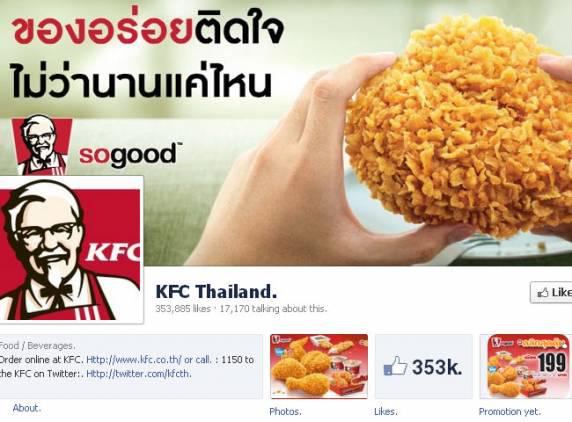 ของอร่อยติดใจ
ไม่ว่านานแค่ไหน
sogood™
KFC
KFC Thailand.
353,885 likes · 17,170 talking about this.
Like
Food / Beverages.
Order online at KFC. Http://www.kfc.co.th/ or call. : 1150 to
the KFC on Twitter:. Http://twitter.com/kfcth.
353k.
199
About.
Photos.
Likes.
Promotion yet.